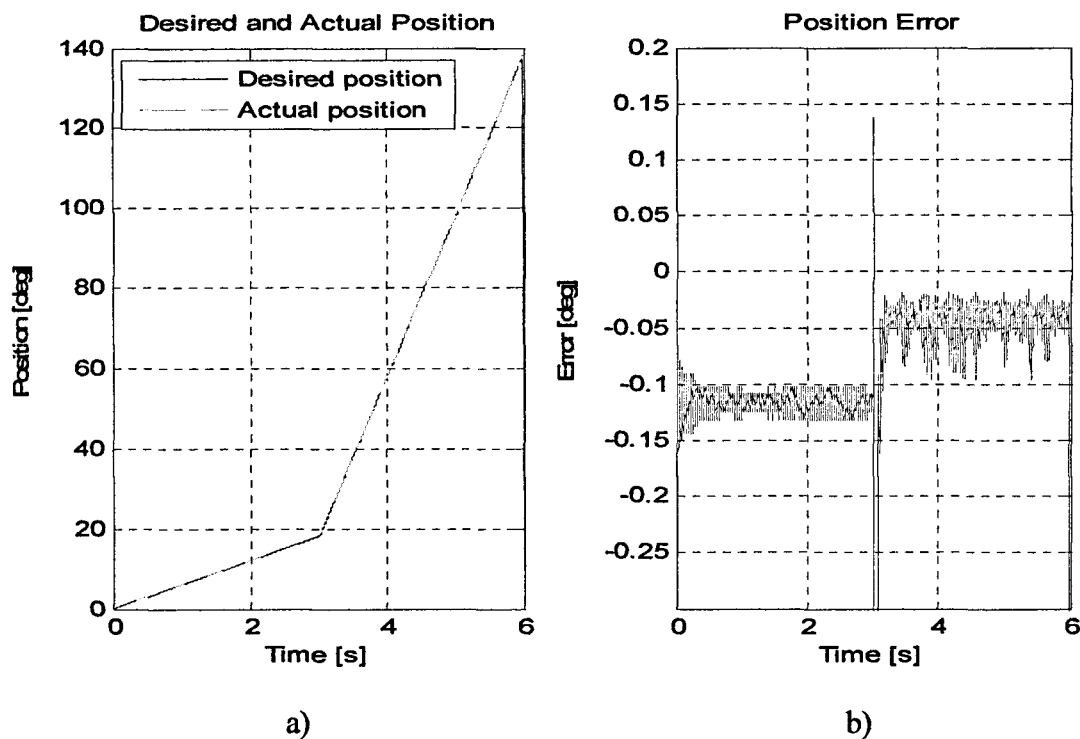 Desired and Actual Position
140
120
100
80
60
40
20
0
Position [deg]
Desired position
Actual position
0
2
4
6
Time [s]
a)
Position Error
0.2
0.15
0.1
0.05
0
-0.05
-0.1
-0.15
-0.2
-0.25
Error [deg]
0
2
4
6
Time [s]
b)